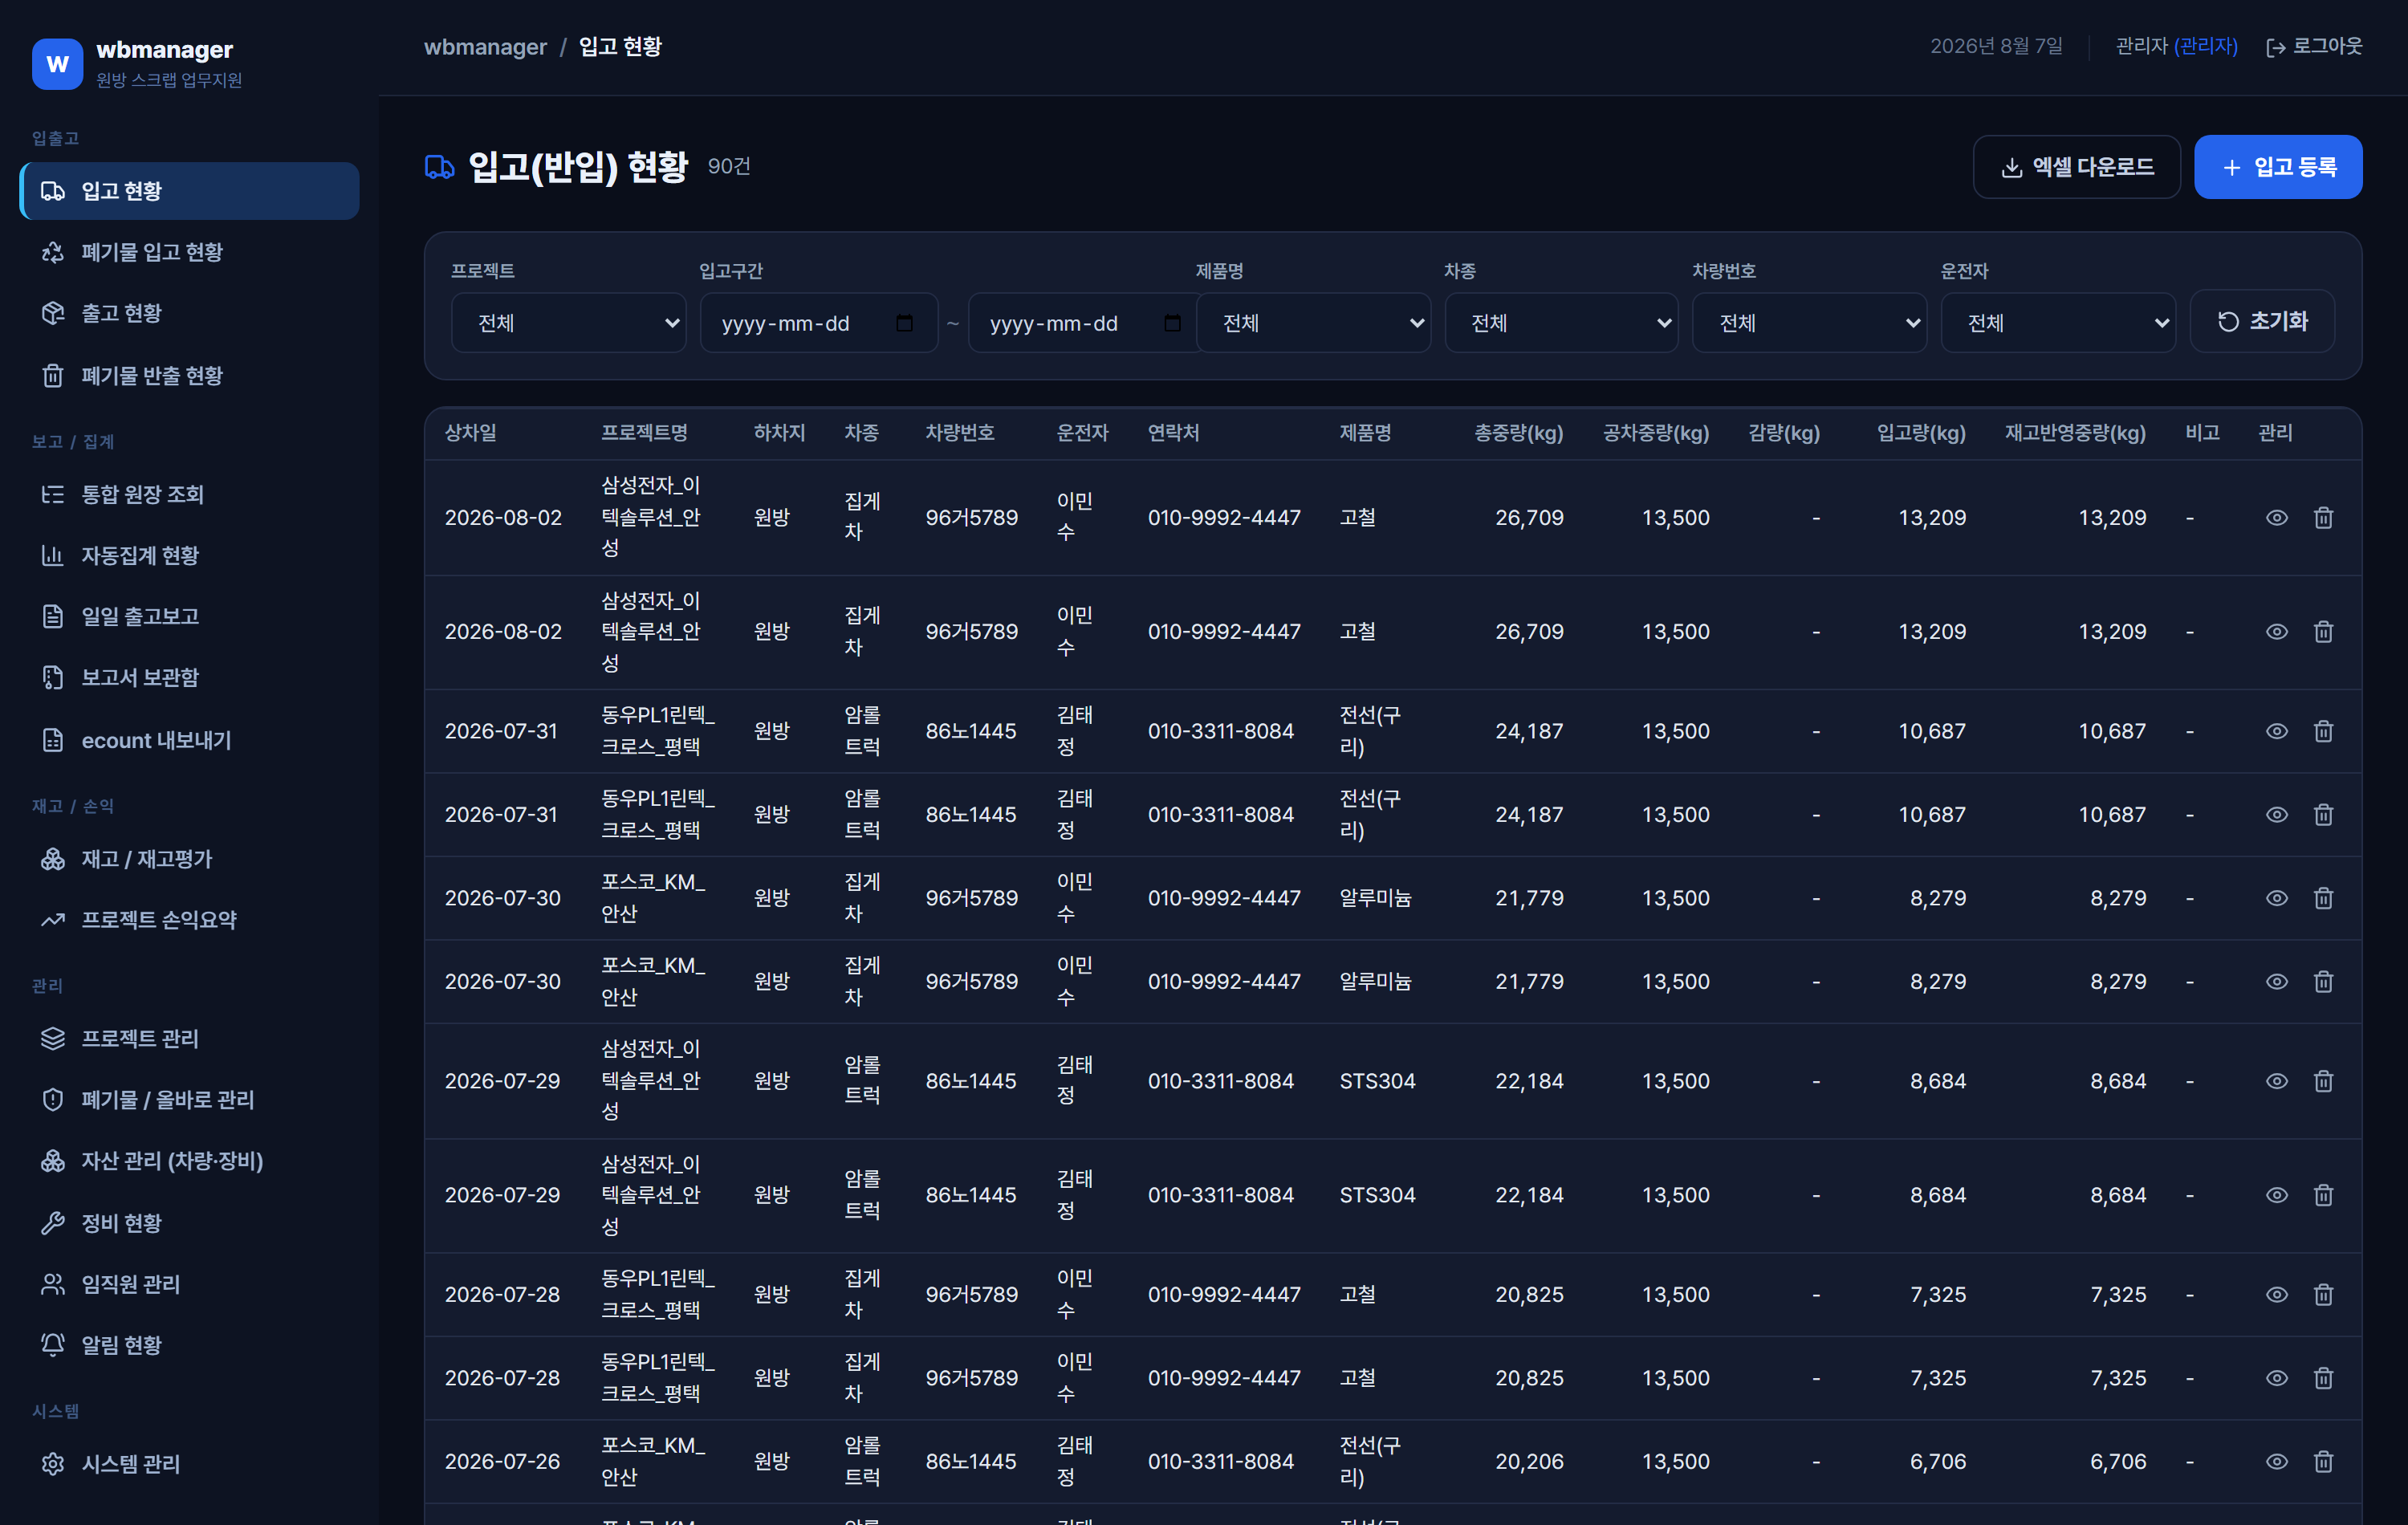 W
wbmanager
원방 스크랩 업무지원
입출고
입고 현황
폐기물 입고 현황
출고 현황
폐기물 반출 현황
보고 / 집계
통합 원장 조회
자동집계 현황
일일 출고보고
보고서 보관함
ecount 내보내기
재고 / 손익
재고 / 재고평가
프로젝트 손익요약
관리
프로젝트 관리
폐기물 / 올바로 관리
자산 관리 (차량·장비)
정비 현황
임직원 관리
알림 현황
시스템
시스템 관리
wbmanager / 입고 현황
2026년 8월 7일 관리자 (관리자) 로그아웃
입고(반입) 현황 90건
엑셀 다운로드 + 입고 등록
프로젝트 입고구간 제품명 차종 차량번호 운전자
전체 yyyy-mm-dd ~ yyyy-mm-dd 전체 전체 전체 전체 초기화
상차일 프로젝트명 하차지 차종 차량번호 운전자 연락처 제품명 총중량(kg) 공차중량(kg) 감량(kg) 입고량(kg) 재고반영중량(kg) 비고 관리
2026-08-02 삼성전자_이텍솔루션_안성 원방 집게차 96거5789 이민수 010-9992-4447 고철 26,709 13,500 - 13,209 13,209 -
2026-08-02 삼성전자_이텍솔루션_안성 원방 집게차 96거5789 이민수 010-9992-4447 고철 26,709 13,500 - 13,209 13,209 -
2026-07-31 동우PL1린텍_크로스_평택 원방 암롤트럭 86노1445 김태정 010-3311-8084 전선(구리) 24,187 13,500 - 10,687 10,687 -
2026-07-31 동우PL1린텍_크로스_평택 원방 암롤트럭 86노1445 김태정 010-3311-8084 전선(구리) 24,187 13,500 - 10,687 10,687 -
2026-07-30 포스코_KM_안산 원방 집게차 96거5789 이민수 010-9992-4447 알루미늄 21,779 13,500 - 8,279 8,279 -
2026-07-30 포스코_KM_안산 원방 집게차 96거5789 이민수 010-9992-4447 알루미늄 21,779 13,500 - 8,279 8,279 -
2026-07-29 삼성전자_이텍솔루션_안성 원방 암롤트럭 86노1445 김태정 010-3311-8084 STS304 22,184 13,500 - 8,684 8,684 -
2026-07-29 삼성전자_이텍솔루션_안성 원방 암롤트럭 86노1445 김태정 010-3311-8084 STS304 22,184 13,500 - 8,684 8,684 -
2026-07-28 동우PL1린텍_크로스_평택 원방 집게차 96거5789 이민수 010-9992-4447 고철 20,825 13,500 - 7,325 7,325 -
2026-07-28 동우PL1린텍_크로스_평택 원방 집게차 96거5789 이민수 010-9992-4447 고철 20,825 13,500 - 7,325 7,325 -
2026-07-26 포스코_KM_안산 원방 암롤트럭 86노1445 김태정 010-3311-8084 전선(구리) 20,206 13,500 - 6,706 6,706 -